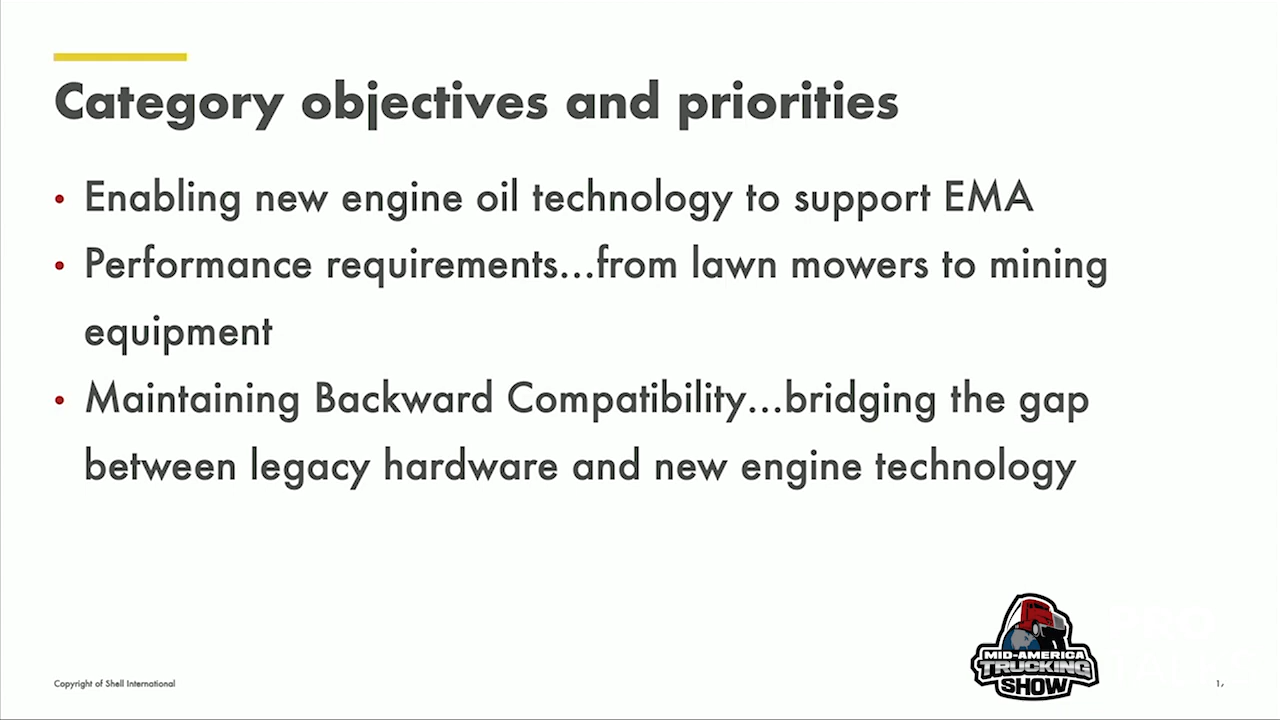 Category objectives and priorities
• Enabling new engine oil technology to support EMA
• Performance requirements...from lawn mowers to mining
equipment
• Maintaining Backward Compatibility...bridging the gap
between legacy hardware and new engine technology
MID-AMERICA
TRUCKING
SHOW
PRO
Copyright of Shell International